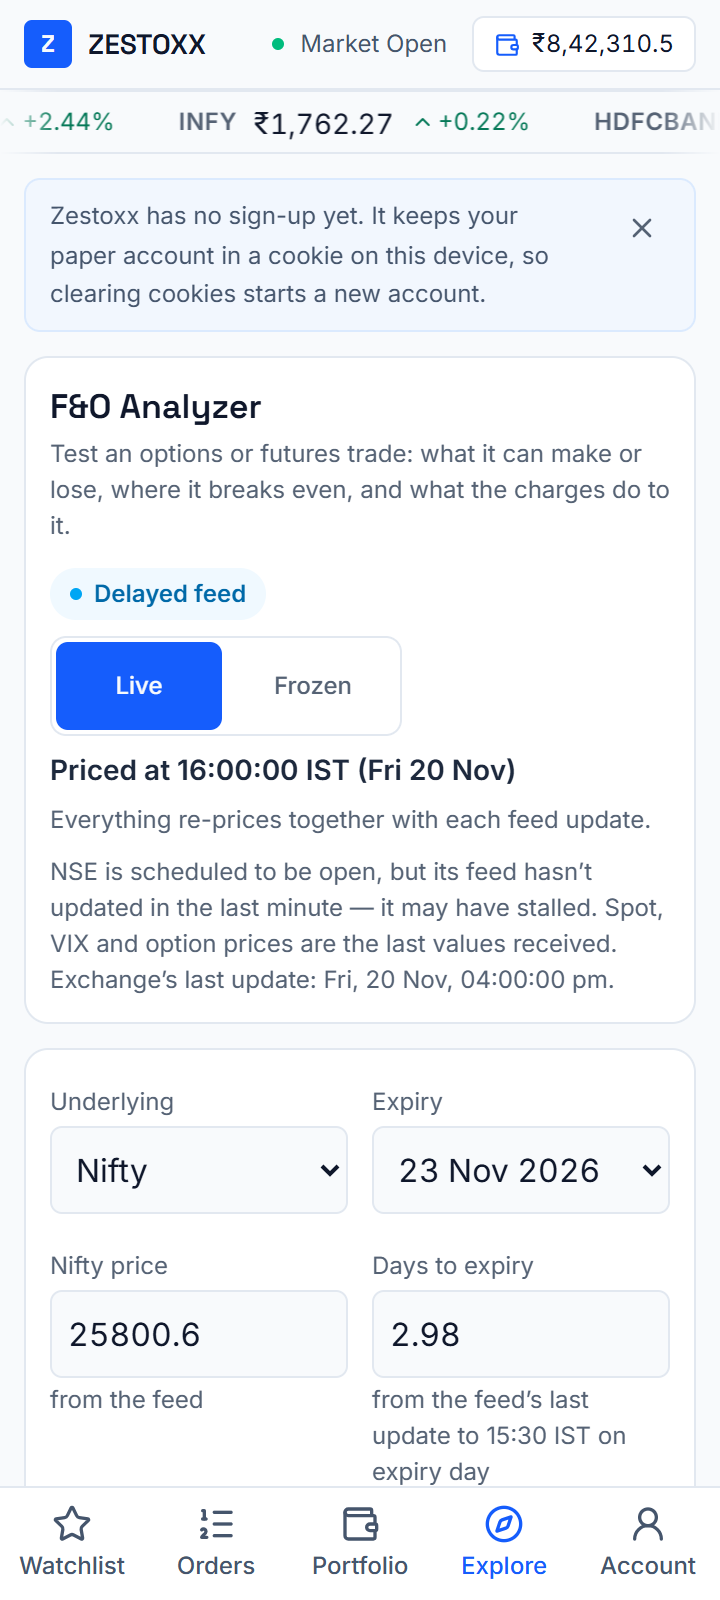 Z ZESTOXX Market Open ₹8,42,310.5
+2.44% INFY ₹1,762.27 +0.22% HDFCBAN
Zestoxx has no sign-up yet. It keeps your
paper account in a cookie on this device, so
clearing cookies starts a new account.
F&O Analyzer
Test an options or futures trade: what it can make or
lose, where it breaks even, and what the charges do to
it.
Delayed feed
Live Frozen
Priced at 16:00:00 IST (Fri 20 Nov)
Everything re-prices together with each feed update.
NSE is scheduled to be open, but its feed hasn’t
updated in the last minute — it may have stalled. Spot,
VIX and option prices are the last values received.
Exchange’s last update: Fri, 20 Nov, 04:00:00 pm.
Underlying Expiry
Nifty 23 Nov 2026
Nifty price Days to expiry
25800.6 2.98
from the feed from the feed’s last
update to 15:30 IST on
expiry day
Watchlist Orders Portfolio Explore Account